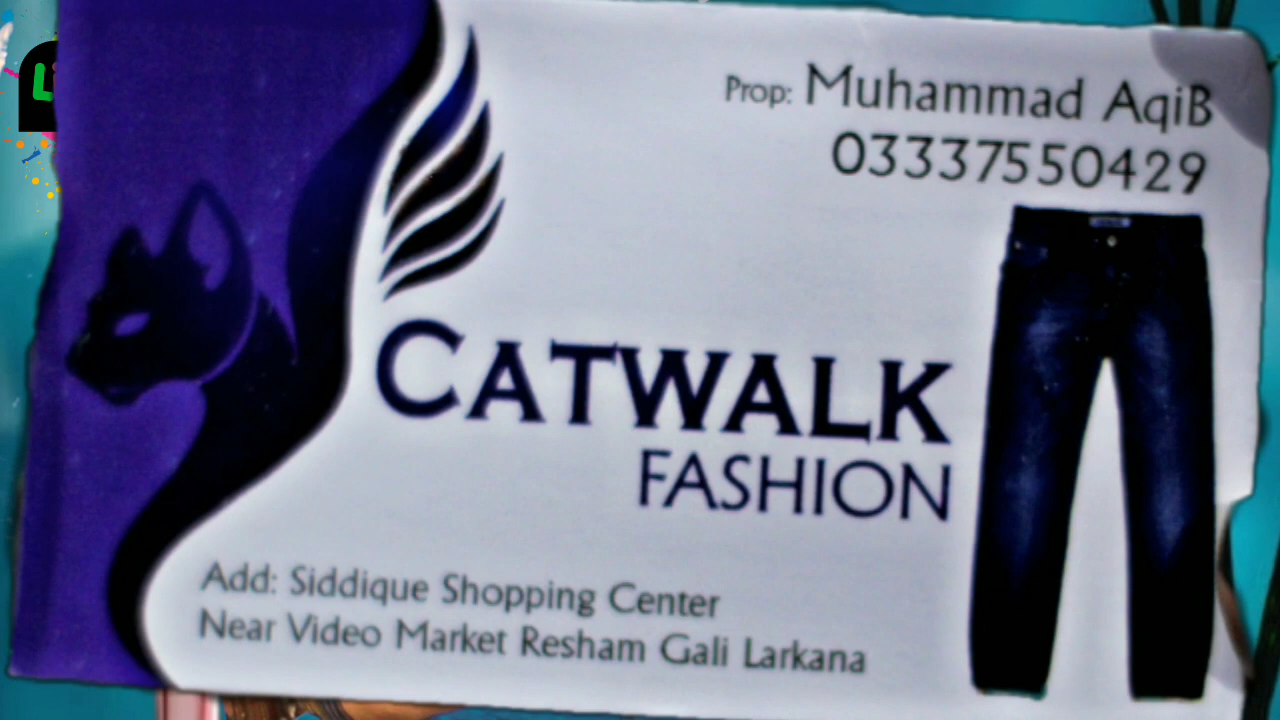 Prop: Muhammad AqiB
03337550429
CATWALK
FASHION
Add: Siddique Shopping Center
Near Video Market Resham Gali Larkana